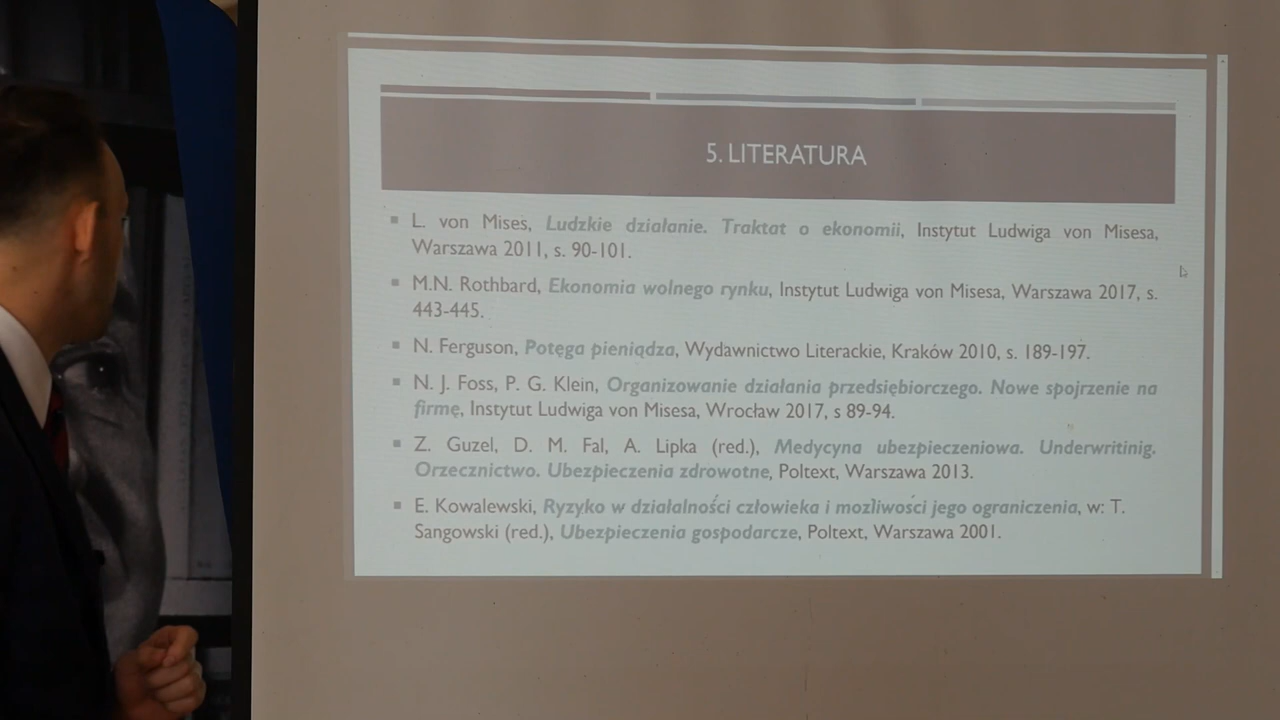 5. LITERATURA
L. von Mises, Ludzkie działanie. Traktat o ekonomii, Instytut Ludwiga von Misesa,
Warszawa 2011, s. 90-101.
M.N. Rothbard, Ekonomia wolnego rynku, Instytut Ludwiga von Misesa, Warszawa 2017, s.
443-445.
N. Ferguson, Potęga pieniądza, Wydawnictwo Literackie, Kraków 2010, s. 189-197.
N. J. Foss, P. G. Klein, Organizowanie działania przedsiębiorczego. Nowe spojrzenie na
firmę, Instytut Ludwiga von Misesa, Wrocław 2017, s 89-94.
Z. Guzel, D. M. Fal, A. Lipka (red.), Medycyna ubezpieczeniowa. Underwritinig.
Orzecznictwo. Ubezpieczenia zdrowotne, Poltext, Warszawa 2013.
E. Kowalewski, Ryzyko w działalności człowieka i możliwości jego ograniczenia, w: T.
Sangowski (red.), Ubezpieczenia gospodarcze, Poltext, Warszawa 2001.